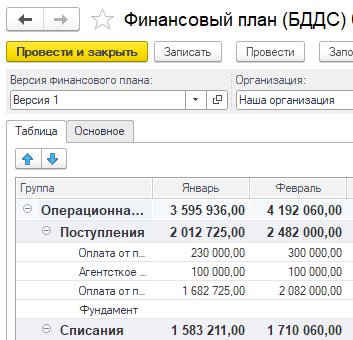 Финансовый план (БДДС)
Провести и закрыть Записать Провести Запо
Версия финансового плана: Организация:
Версия 1 Наша организация
Таблица Основное
Группа Январь Февраль
Операционна... 3 595 936,00 4 192 060,00
Поступления 2 012 725,00 2 482 000,00
Оплата от п... 230 000,00 300 000,00
Агентсткое ... 100 000,00 100 000,00
Оплата от п... 1 682 725,00 2 082 000,00
Фундамент
Списания 1 583 211,00 1 710 060,00